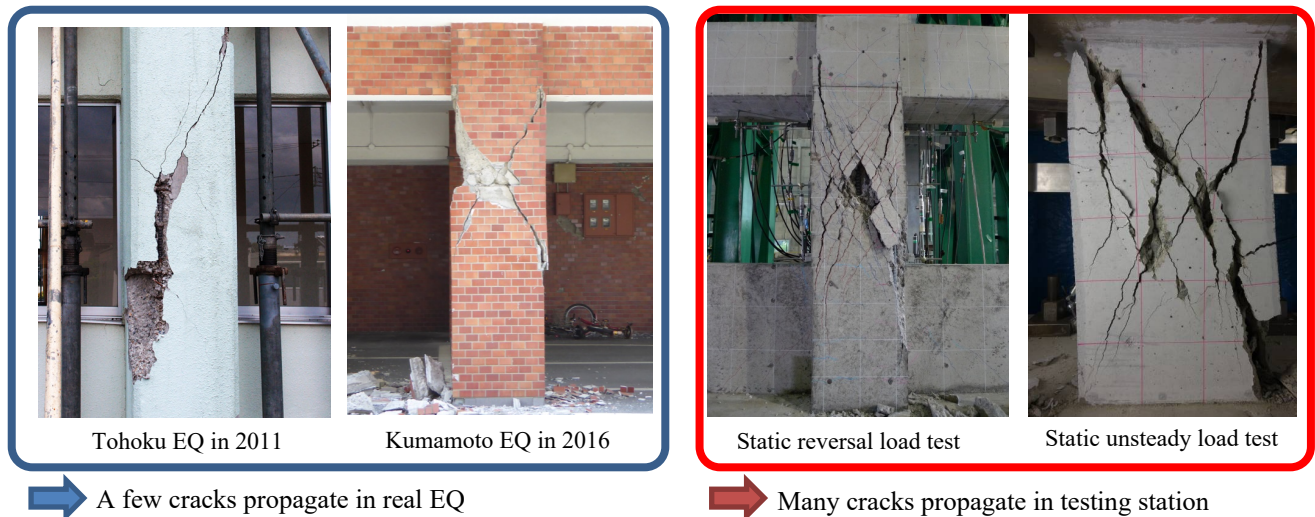 Tohoku EQ in 2011
Kumamoto EQ in 2016
Static reversal load test
Static unsteady load test
A few cracks propagate in real EQ
Many cracks propagate in testing station